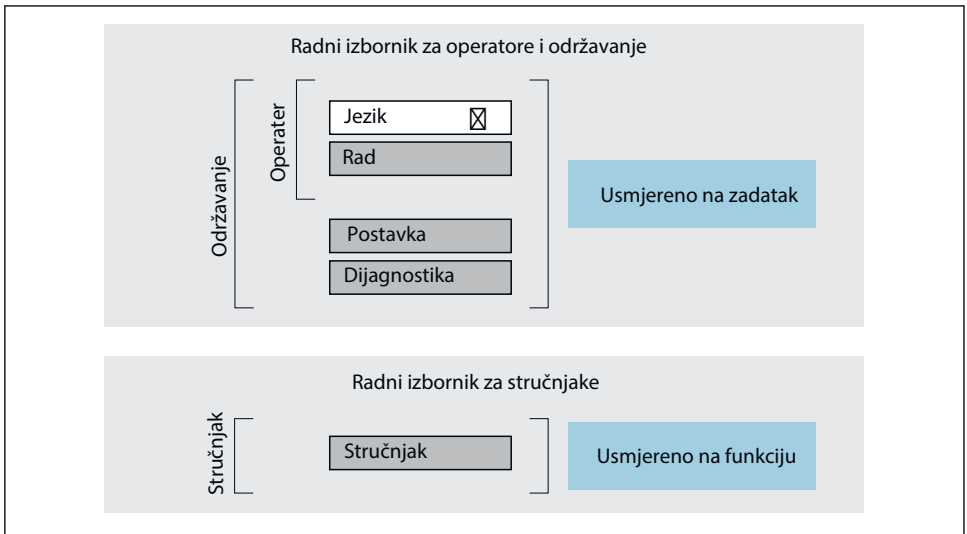 Radni izbornik za operatore i održavanje
Održavanje
Operater
Jezik
Rad
Postavka
Dijagnostika
Usmjereno na zadatak
Radni izbornik za stručnjake
Stručnjak
Stručnjak
Usmjereno na funkciju